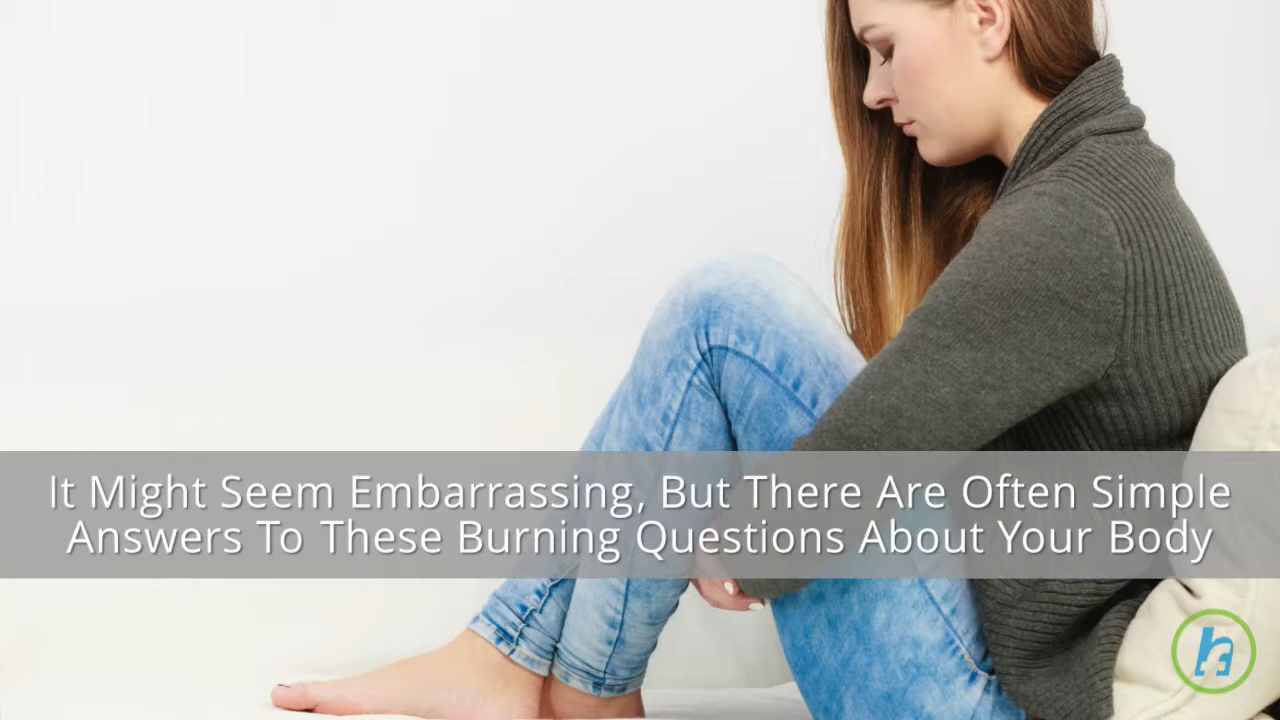 It Might Seem Embarrassing, But There Are Often Simple
Answers To These Burning Questions About Your Body